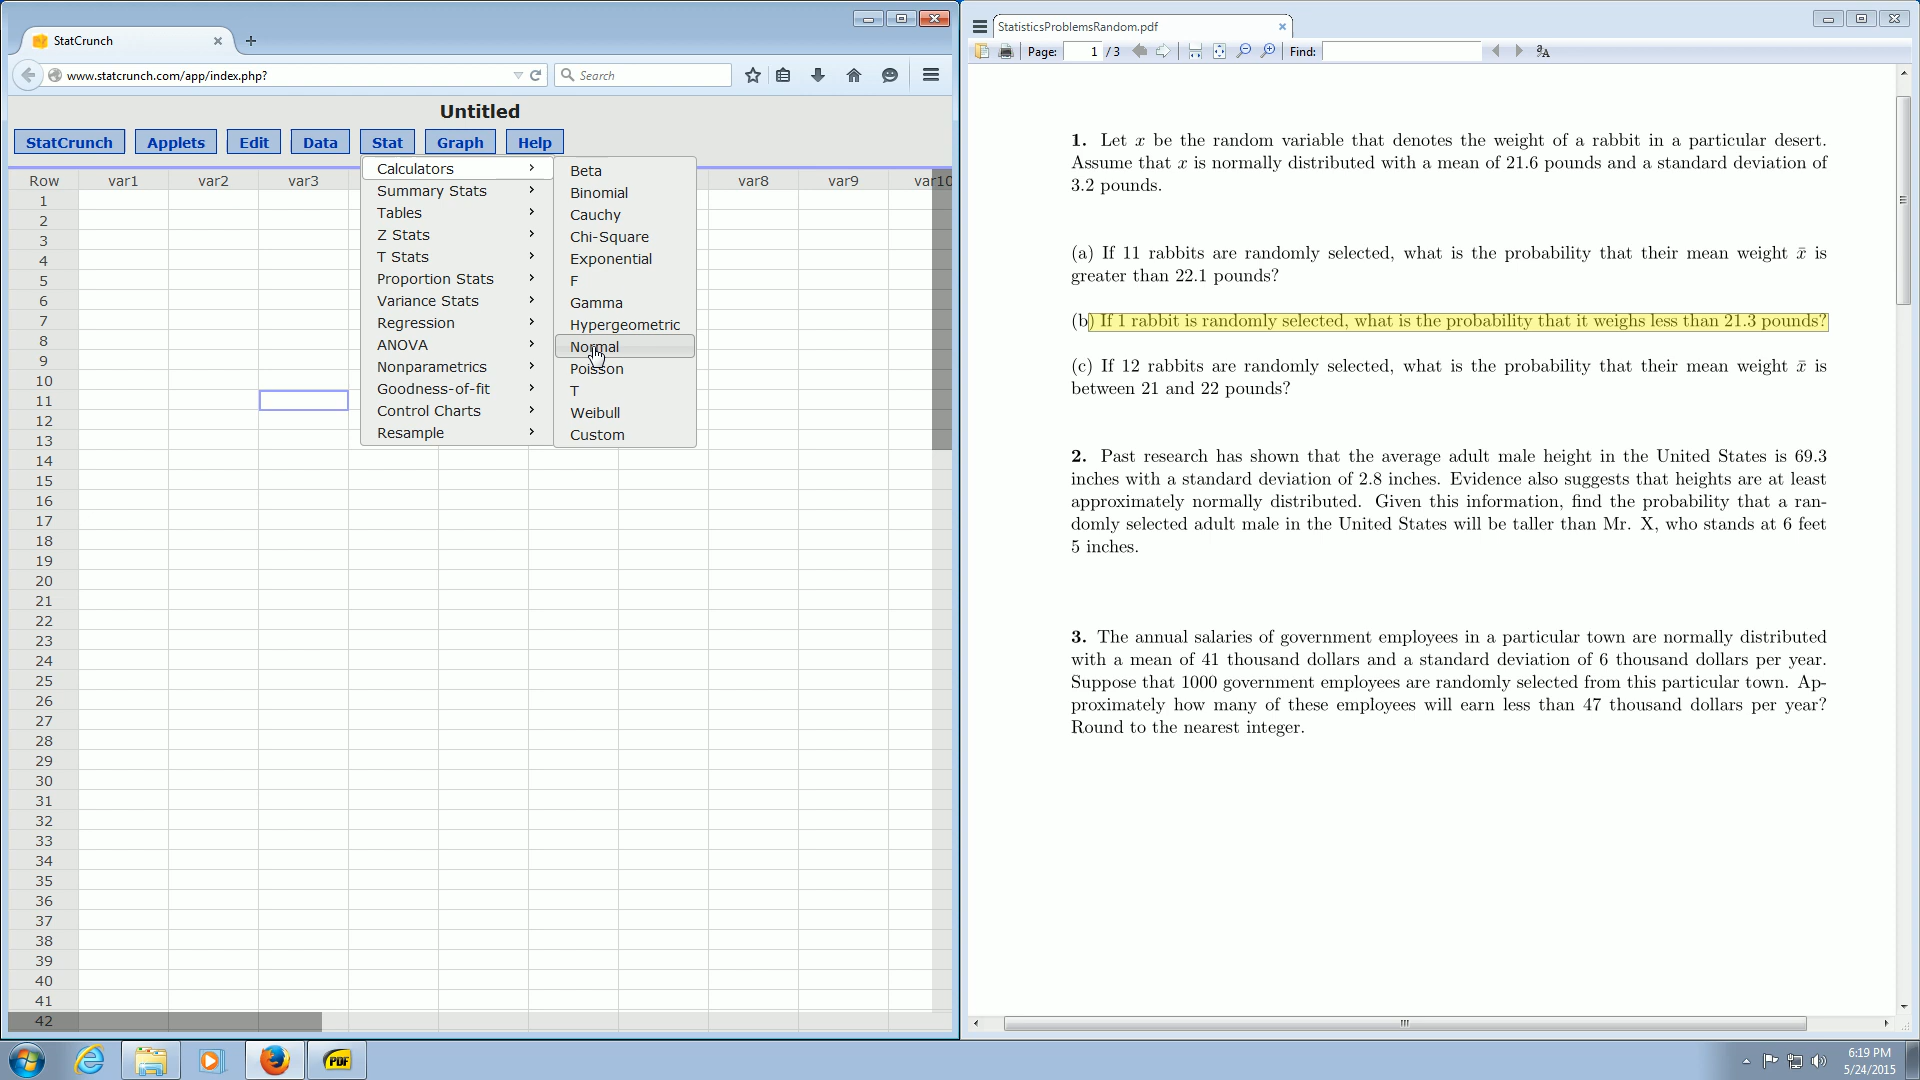 StatCrunch
www.statcrunch.com/app/index.php?
Search
Untitled
StatCrunch Applets Edit Data Stat Graph Help
Row var1 var2 var3 var8 var9 var10
Calculators
Summary Stats
Tables
Z Stats
T Stats
Proportion Stats
Variance Stats
Regression
ANOVA
Nonparametrics
Goodness-of-fit
Control Charts
Resample
Beta
Binomial
Cauchy
Chi-Square
Exponential
F
Gamma
Hypergeometric
Normal
Poisson
T
Weibull
Custom
1
2
3
4
5
6
7
8
9
10
11
12
13
14
15
16
17
18
19
20
21
22
23
24
25
26
27
28
29
30
31
32
33
34
35
36
37
38
39
40
41
42
StatisticsProblemsRandom.pdf
Page: 1 / 3 Find:
1. Let x be the random variable that denotes the weight of a rabbit in a particular desert.
Assume that x is normally distributed with a mean of 21.6 pounds and a standard deviation of
3.2 pounds.
(a) If 11 rabbits are randomly selected, what is the probability that their mean weight x̄ is
greater than 22.1 pounds?
(b) If 1 rabbit is randomly selected, what is the probability that it weighs less than 21.3 pounds?
(c) If 12 rabbits are randomly selected, what is the probability that their mean weight x̄ is
between 21 and 22 pounds?
2. Past research has shown that the average adult male height in the United States is 69.3
inches with a standard deviation of 2.8 inches. Evidence also suggests that heights are at least
approximately normally distributed. Given this information, find the probability that a ran-
domly selected adult male in the United States will be taller than Mr. X, who stands at 6 feet
5 inches.
3. The annual salaries of government employees in a particular town are normally distributed
with a mean of 41 thousand dollars and a standard deviation of 6 thousand dollars per year.
Suppose that 1000 government employees are randomly selected from this particular town. Ap-
proximately how many of these employees will earn less than 47 thousand dollars per year?
Round to the nearest integer.
PDF
6:19 PM
5/24/2015